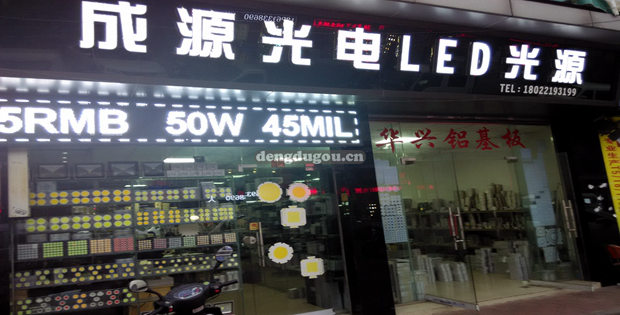 成源光电LED光源
TEL:18022193199
5RMB 50W 45MIL
华兴铝基板
dengdugou.cn